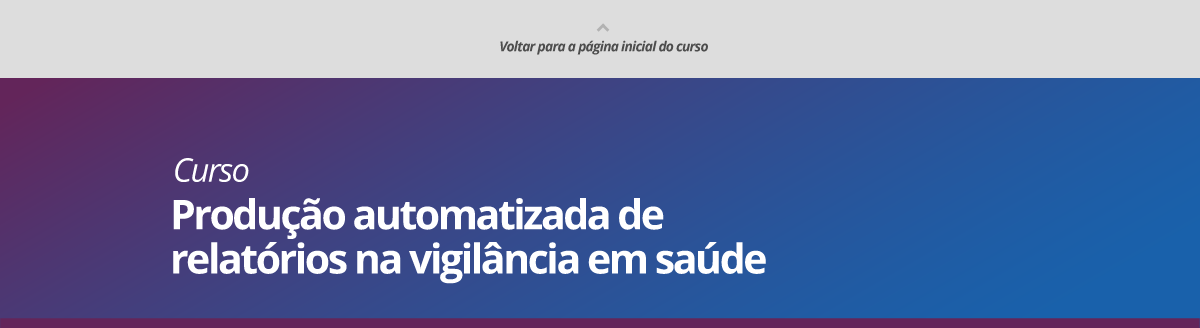 Voltar para a página inicial do curso
Curso
Produção automatizada de
relatórios na vigilância em saúde